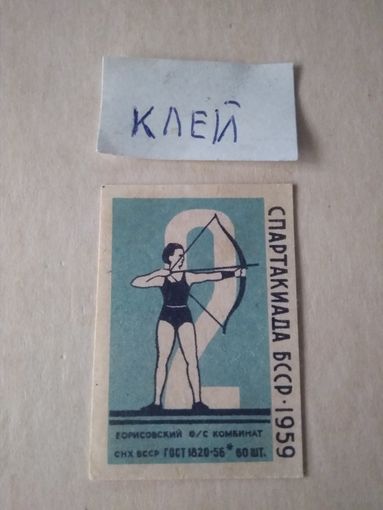 КЛЕЙ
2
СПАРТАКИАДА БССР · 1959
БОРИСОВСКИЙ Ф/С КОМБИНАТ
СНХ БССР ГОСТ 1820-56 * 60 ШТ.